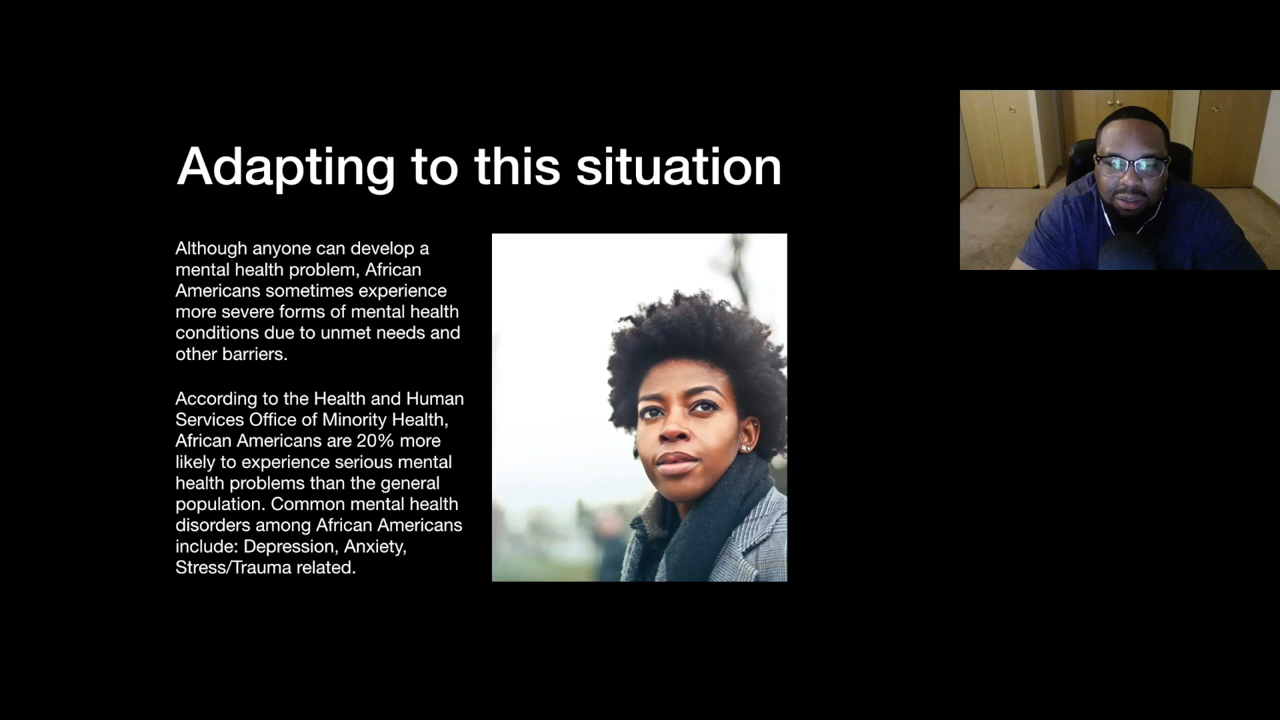 Adapting to this situation
Although anyone can develop a
mental health problem, African
Americans sometimes experience
more severe forms of mental health
conditions due to unmet needs and
other barriers.
According to the Health and Human
Services Office of Minority Health,
African Americans are 20% more
likely to experience serious mental
health problems than the general
population. Common mental health
disorders among African Americans
include: Depression, Anxiety,
Stress/Trauma related.